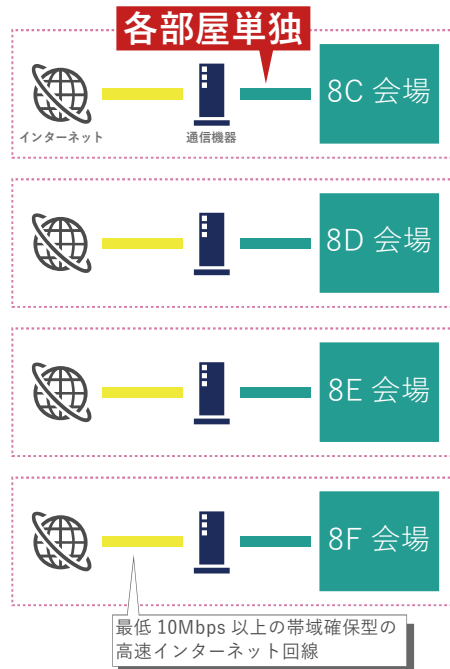 各部屋単独
8C 会場
インターネット
通信機器
8D 会場
8E 会場
8F 会場
最低 10Mbps 以上の帯域確保型の
高速インターネット回線